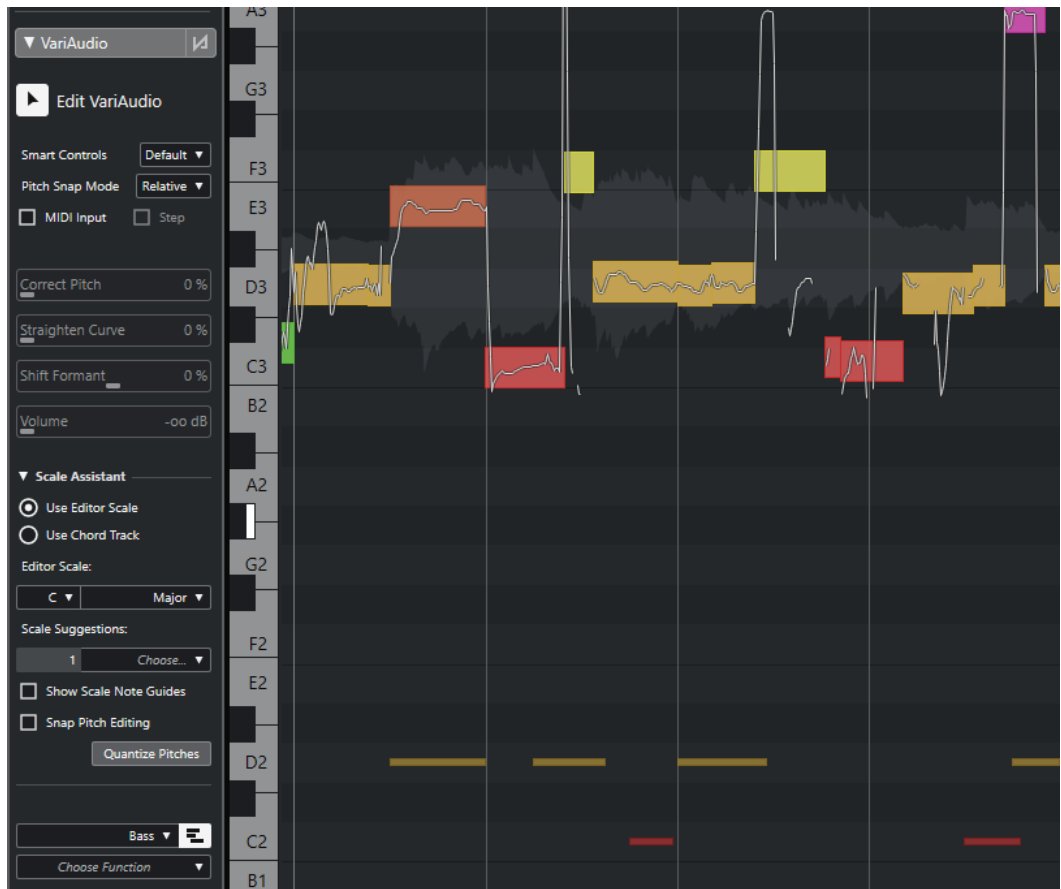 VariAudio
Edit VariAudio
Smart Controls Default
Pitch Snap Mode Relative
MIDI Input Step
Correct Pitch 0 %
Straighten Curve 0 %
Shift Formant 0 %
Volume -oo dB
Scale Assistant
Use Editor Scale
Use Chord Track
Editor Scale:
C Major
Scale Suggestions:
1 Choose...
Show Scale Note Guides
Snap Pitch Editing
Quantize Pitches
Bass
Choose Function
A3
G3
F3
E3
D3
C3
B2
A2
G2
F2
E2
D2
C2
B1